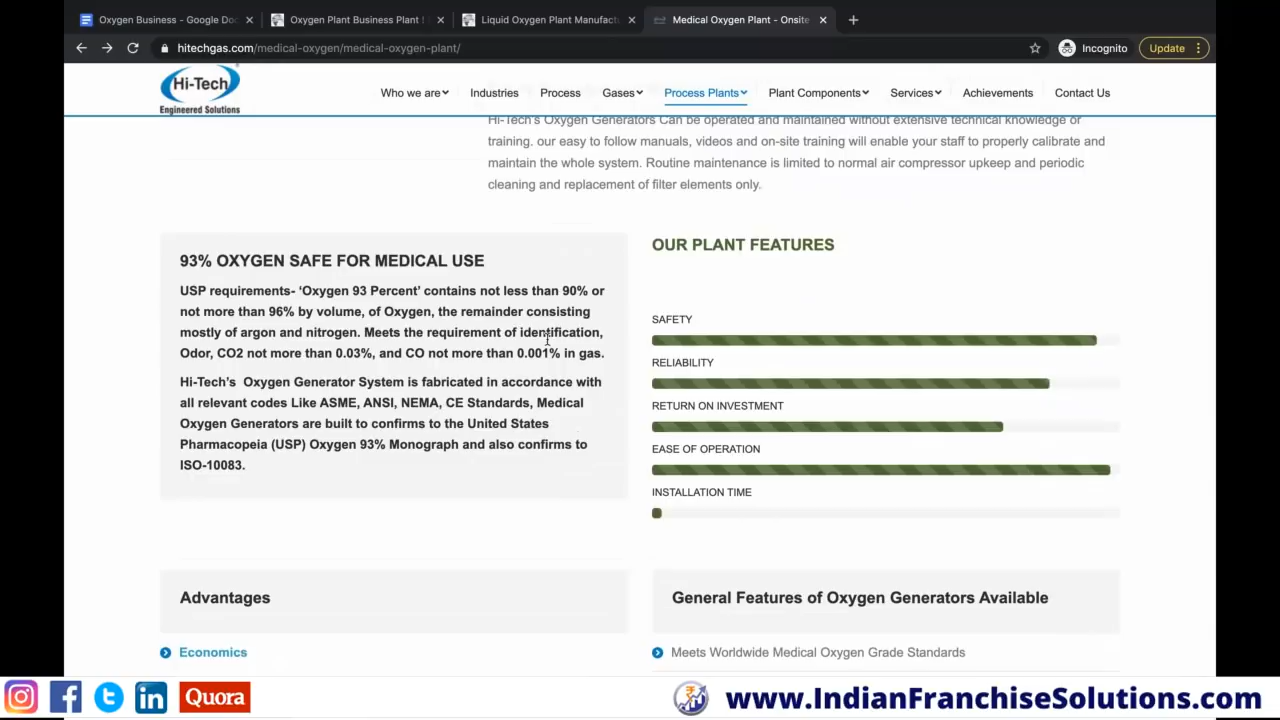 Oxygen Business - Google Doc
Oxygen Plant Business Plant
Liquid Oxygen Plant Manufactu
Medical Oxygen Plant - Onsite
hitechgas.com/medical-oxygen/medical-oxygen-plant/
Incognito
Update
Hi-Tech
Engineered Solutions
Who we are
Industries
Process
Gases
Process Plants
Plant Components
Services
Achievements
Contact Us
Hi-Tech's Oxygen Generators Can be operated and maintained without extensive technical knowledge or
training. our easy to follow manuals, videos and on-site training will enable your staff to properly calibrate and
maintain the whole system. Routine maintenance is limited to normal air compressor upkeep and periodic
cleaning and replacement of filter elements only.
93% OXYGEN SAFE FOR MEDICAL USE
USP requirements- ‘Oxygen 93 Percent’ contains not less than 90% or
not more than 96% by volume, of Oxygen, the remainder consisting
mostly of argon and nitrogen. Meets the requirement of identification,
Odor, CO2 not more than 0.03%, and CO not more than 0.001% in gas.
Hi-Tech’s Oxygen Generator System is fabricated in accordance with
all relevant codes Like ASME, ANSI, NEMA, CE Standards, Medical
Oxygen Generators are built to confirms to the United States
Pharmacopeia (USP) Oxygen 93% Monograph and also confirms to
ISO-10083.
OUR PLANT FEATURES
SAFETY
RELIABILITY
RETURN ON INVESTMENT
EASE OF OPERATION
INSTALLATION TIME
Advantages
Economics
General Features of Oxygen Generators Available
Meets Worldwide Medical Oxygen Grade Standards
Quora
www.IndianFranchiseSolutions.com